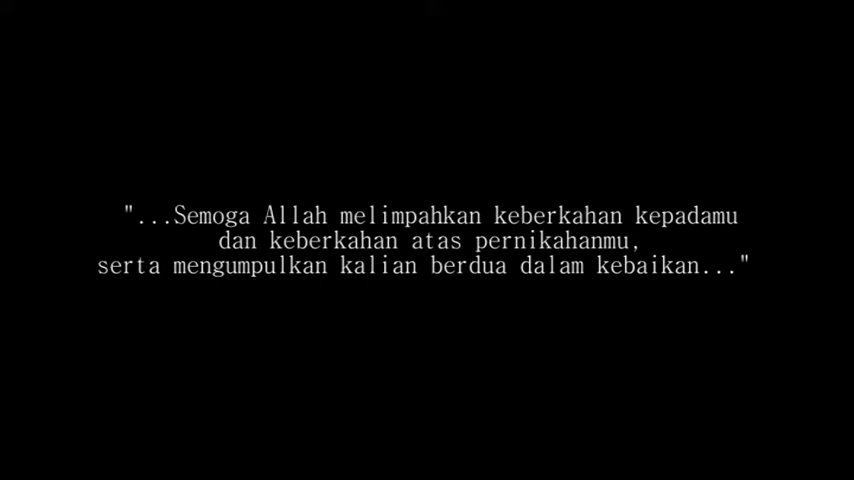 "...Semoga Allah melimpahkan keberkahan kepadamu
dan keberkahan atas pernikahanmu,
serta mengumpulkan kalian berdua dalam kebaikan..."